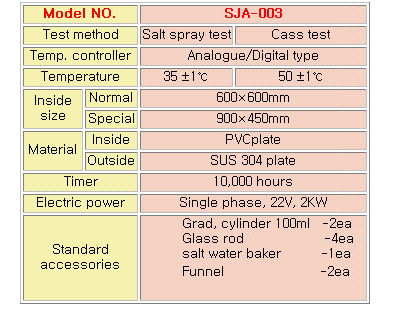 Model NO. SJA-003
Test method Salt spray test Cass test
Temp. controller Analogue/Digital type
Temperature 35 ±1℃ 50 ±1℃
Inside size Normal 600×600mm
Special 900×450mm
Material Inside PVCplate
Outside SUS 304 plate
Timer 10,000 hours
Electric power Single phase, 22V, 2KW
Standard accessories
Grad, cylinder 100ml -2ea
Glass rod -4ea
salt water baker -1ea
Funnel -2ea